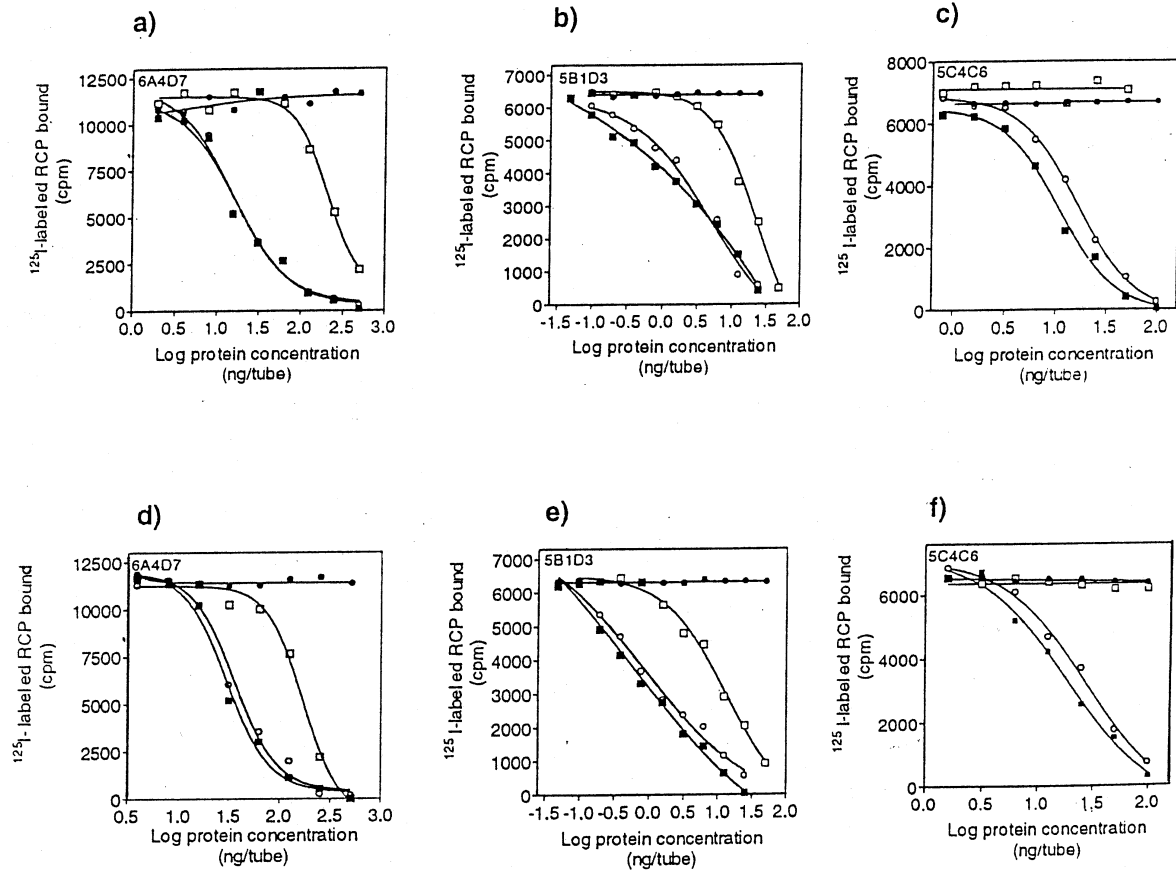 a)
6A4D7
12500
10000
7500
5000
2500
0
0.0 0.5 1.0 1.5 2.0 2.5 3.0
125I-labeled RCP bound
(cpm)
Log protein concentration
(ng/tube)
b)
5B1D3
7000
6000
5000
4000
3000
2000
1000
0
-1.5 -1.0 -0.5 0.0 0.5 1.0 1.5 2.0
125I-labeled RCP bound
(cpm)
Log protein concentration
(ng/tube)
c)
5C4C6
8000
6000
4000
2000
0
0.0 0.5 1.0 1.5 2.0
125I-labeled RCP bound
(cpm)
Log protein concentration
(ng/tube)
d)
6A4D7
12500
10000
7500
5000
2500
0
0.5 1.0 1.5 2.0 2.5 3.0
125I-labeled RCP bound
(cpm)
Log protein concentration
(ng/tube)
e)
5B1D3
7000
6000
5000
4000
3000
2000
1000
0
-1.5 -1.0 -0.5 0.0 0.5 1.0 1.5 2.0
125I-labeled RCP bound
(cpm)
Log protein concentration
(ng/tube)
f)
5C4C6
6000
4000
2000
0
0.0 0.5 1.0 1.5 2.0
125I-labeled RCP bound
(cpm)
Log protein concentration
(ng/tube)